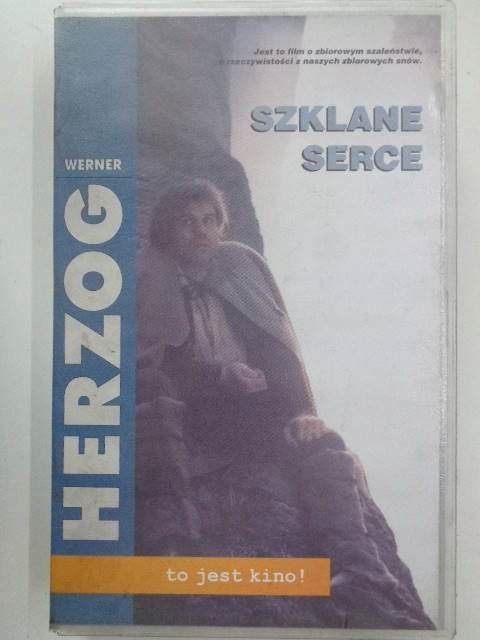 Jest to film o zbiorowym szaleństwie,
o rzeczywistości z naszych zbiorowych snów.
SZKLANE
SERCE
WERNER
HERZOG
to jest kino!